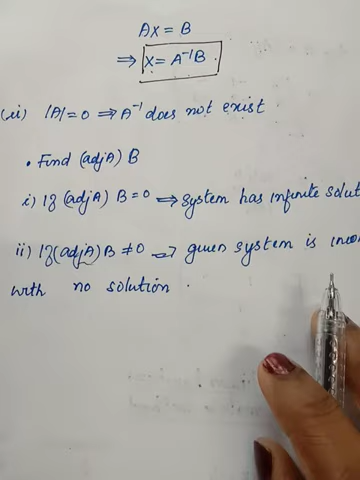 AX = B
⇒ X = A⁻¹B .
(ii) |A| = 0 ⇒ A⁻¹ does not exist
• Find (adjA) B
i) If (adjA) B = 0 ⇒ System has infinite
ii) If (adjA) B ≠ 0 ⇒ given system is
with no solution .